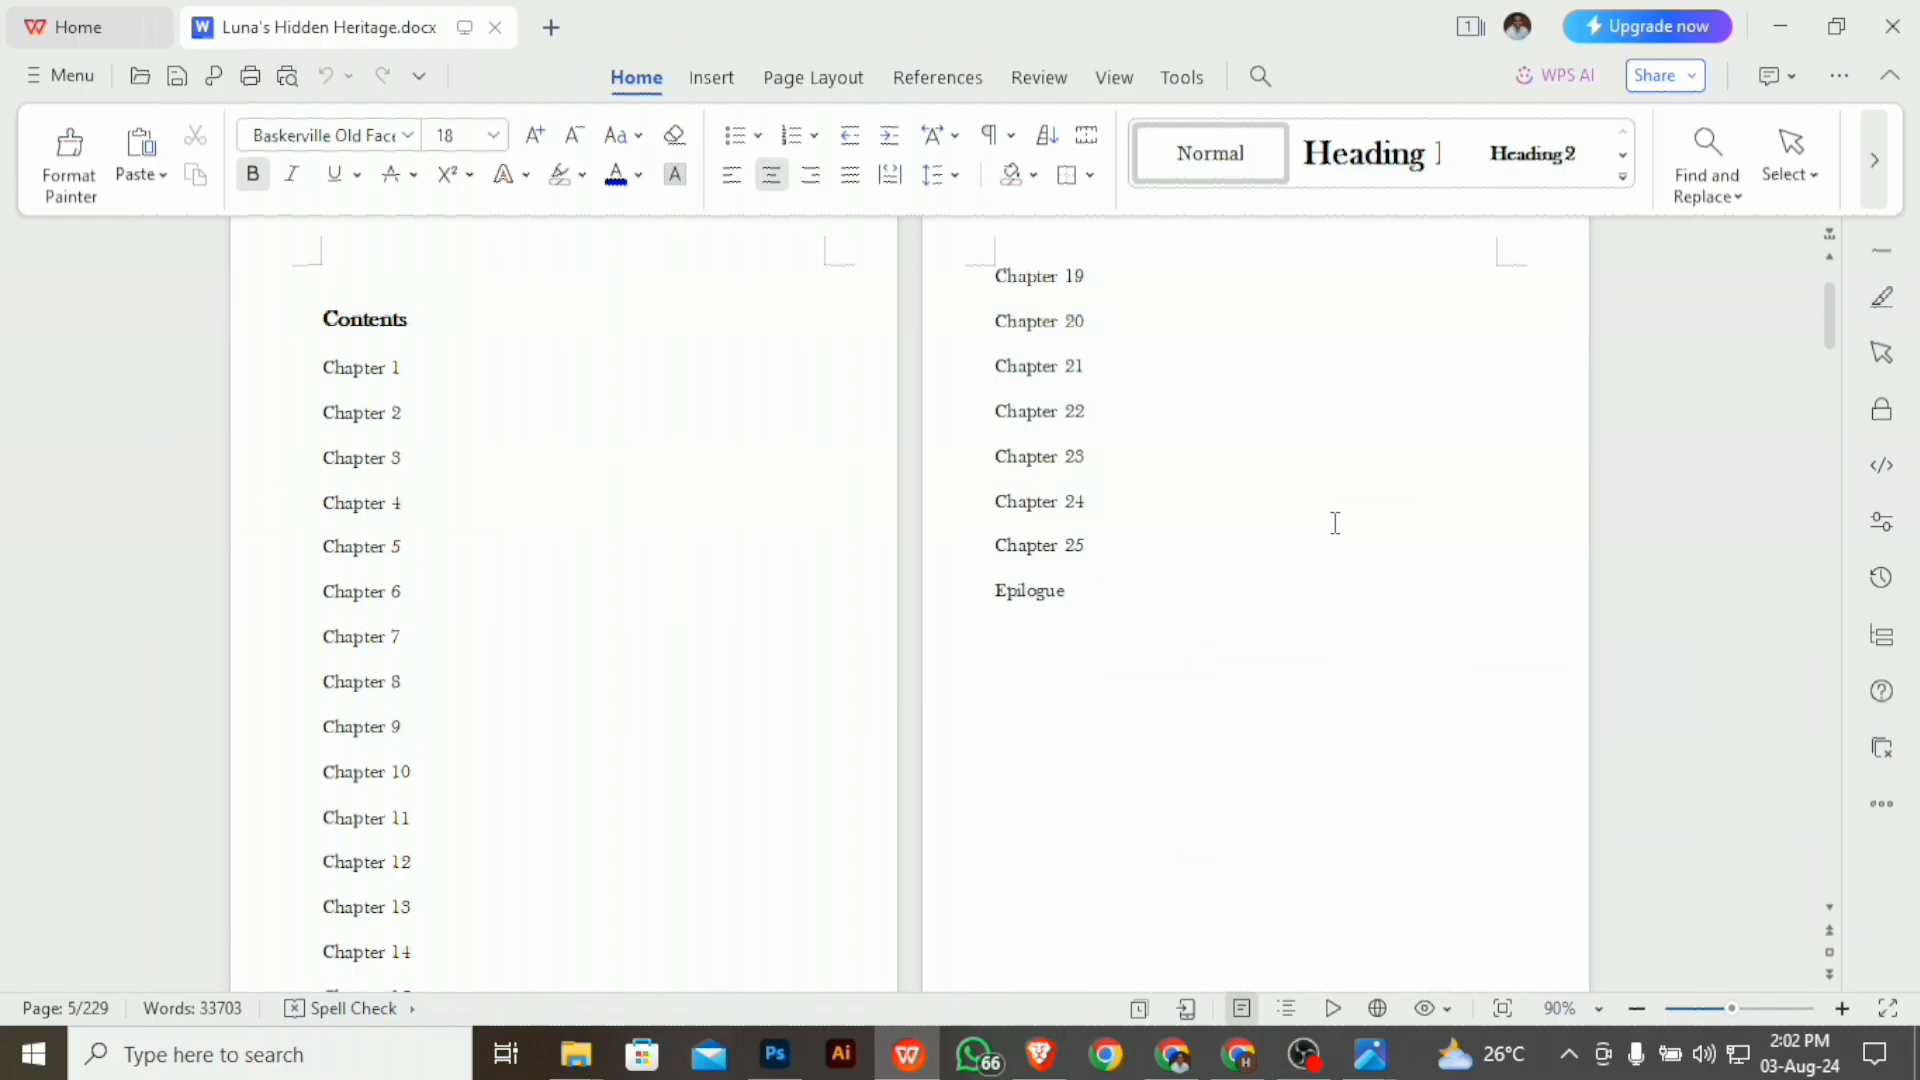 Home
Luna's Hidden Heritage.docx
1
Upgrade now
Menu
Home
Insert
Page Layout
References
Review
View
Tools
WPS AI
Share
Format Painter
Paste
Baskerville Old Face
18
Normal
Heading 1
Heading 2
Find and Replace
Select
Contents
Chapter 1
Chapter 2
Chapter 3
Chapter 4
Chapter 5
Chapter 6
Chapter 7
Chapter 8
Chapter 9
Chapter 10
Chapter 11
Chapter 12
Chapter 13
Chapter 14
Chapter 19
Chapter 20
Chapter 21
Chapter 22
Chapter 23
Chapter 24
Chapter 25
Epilogue
Page: 5/229
Words: 33703
Spell Check
90%
Type here to search
Ps
Ai
66
H
26°C
2:02 PM
03-Aug-24